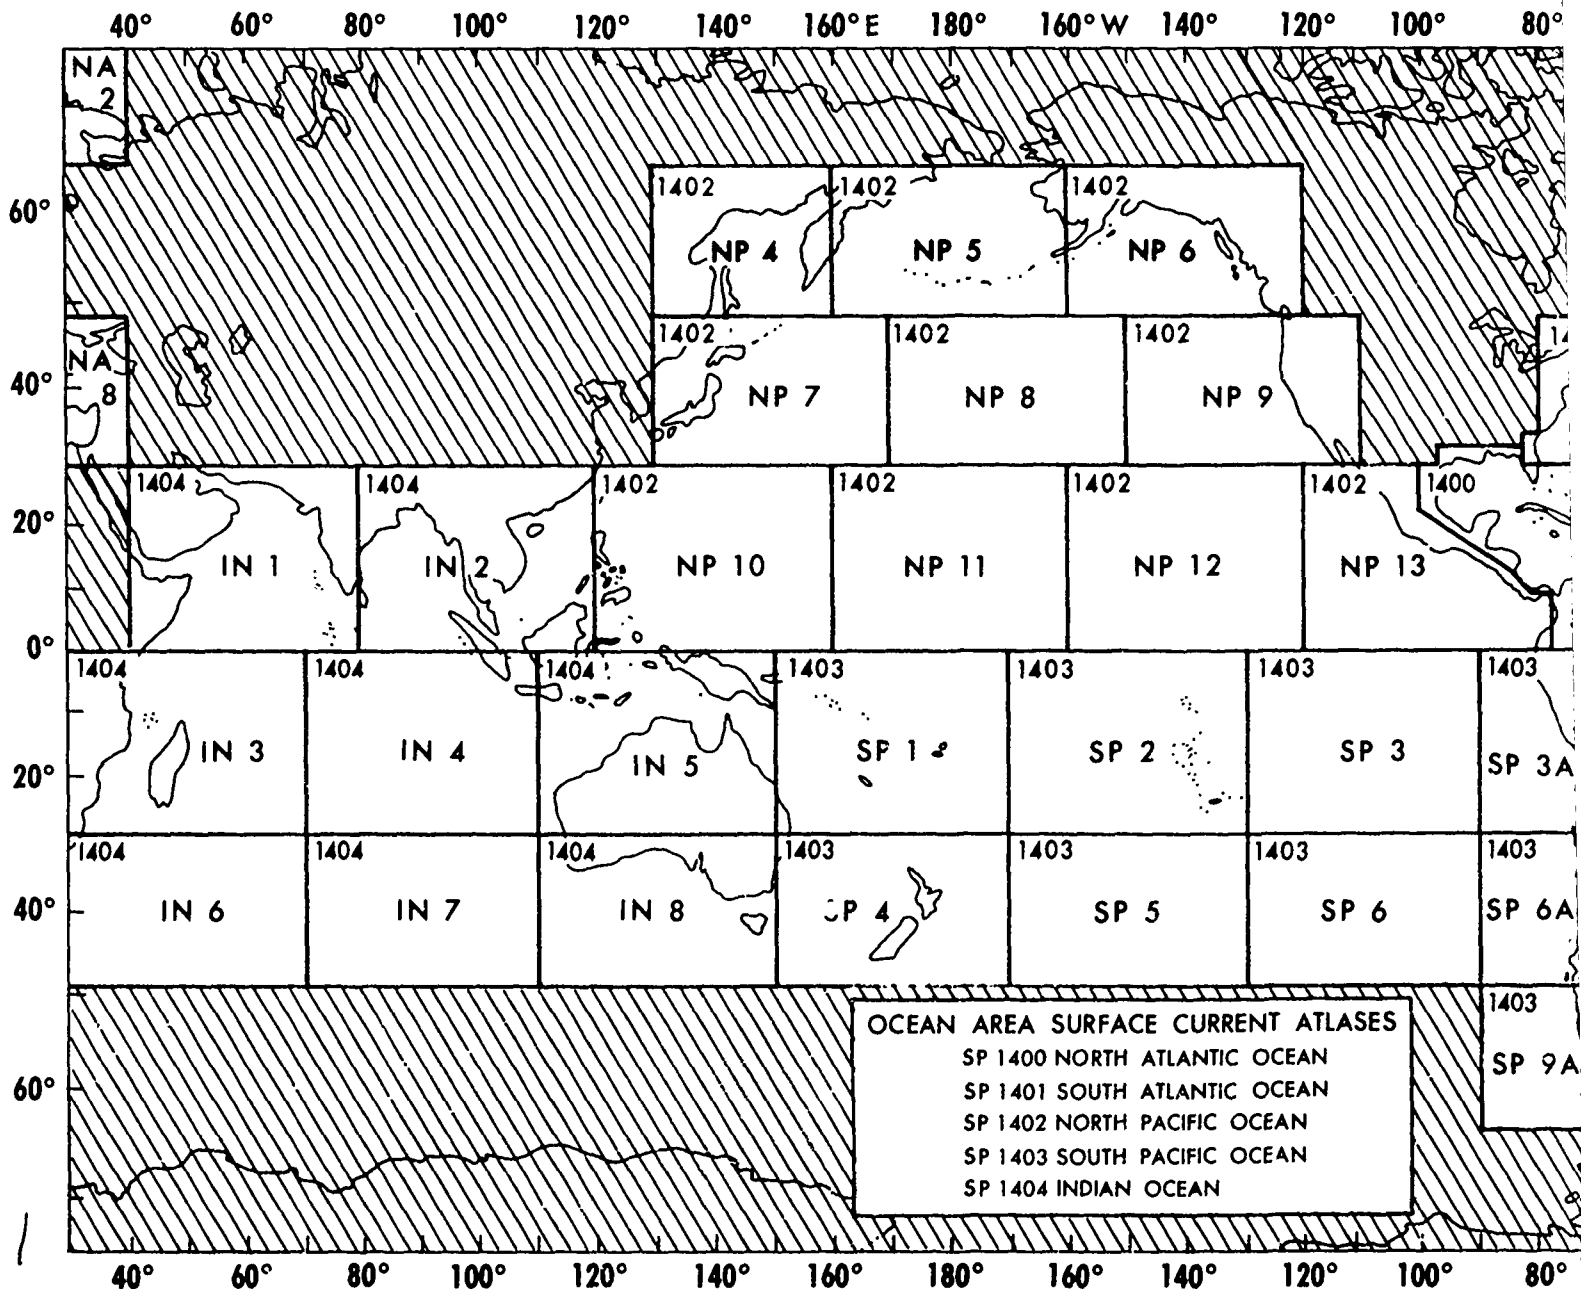 40° 60° 80° 100° 120° 140° 160° E 180° 160° W 140° 120° 100° 80°
NA
2
1402 1402 1402
60°
NP 4 NP 5 NP 6
1402 1402 1402
NA
8
40°
NP 7 NP 8 NP 9
1404 1404 1402 1402 1402 1402 1400
20°
IN 1 IN 2 NP 10 NP 11 NP 12 NP 13
0°
1404 1404 1404 1403 1403 1403 1403
IN 3 IN 4 IN 5 SP 1 SP 2 SP 3 SP 3A
20°
1404 1404 1404 1403 1403 1403 1403
40°
IN 6 IN 7 IN 8 SP 4 SP 5 SP 6 SP 6A
1403
OCEAN AREA SURFACE CURRENT ATLASES
SP 1400 NORTH ATLANTIC OCEAN
SP 9A
60°
SP 1401 SOUTH ATLANTIC OCEAN
SP 1402 NORTH PACIFIC OCEAN
SP 1403 SOUTH PACIFIC OCEAN
SP 1404 INDIAN OCEAN
40° 60° 80° 100° 120° 140° 160° 180° 160° 140° 120° 100° 80°